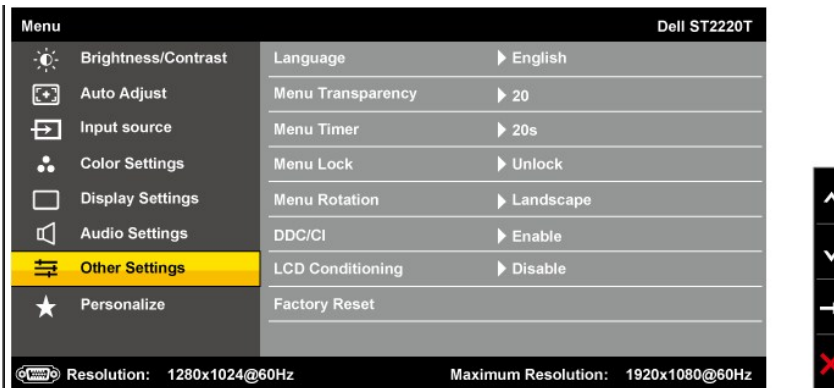 Menu Dell ST2220T
Brightness/Contrast Language English
Auto Adjust Menu Transparency 20
Input source Menu Timer 20s
Color Settings Menu Lock Unlock
Display Settings Menu Rotation Landscape
Audio Settings DDC/CI Enable
Other Settings LCD Conditioning Disable
Personalize Factory Reset
Resolution: 1280x1024@60Hz Maximum Resolution: 1920x1080@60Hz